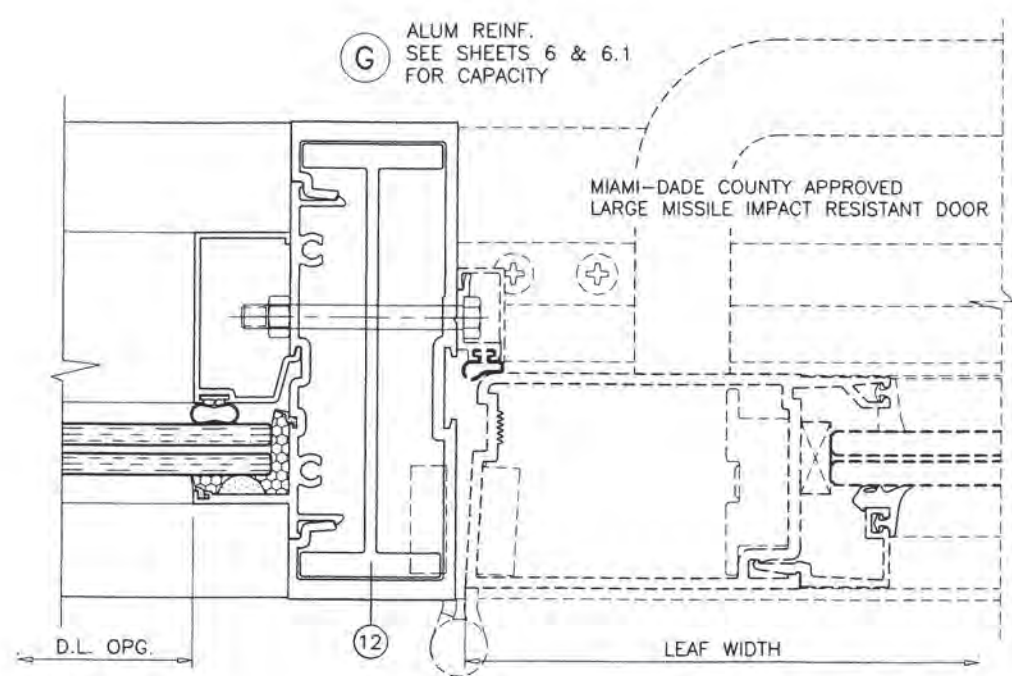 G
ALUM REINF.
SEE SHEETS 6 & 6.1
FOR CAPACITY
MIAMI-DADE COUNTY APPROVED
LARGE MISSILE IMPACT RESISTANT DOOR
D.L. OPG.
12
LEAF WIDTH